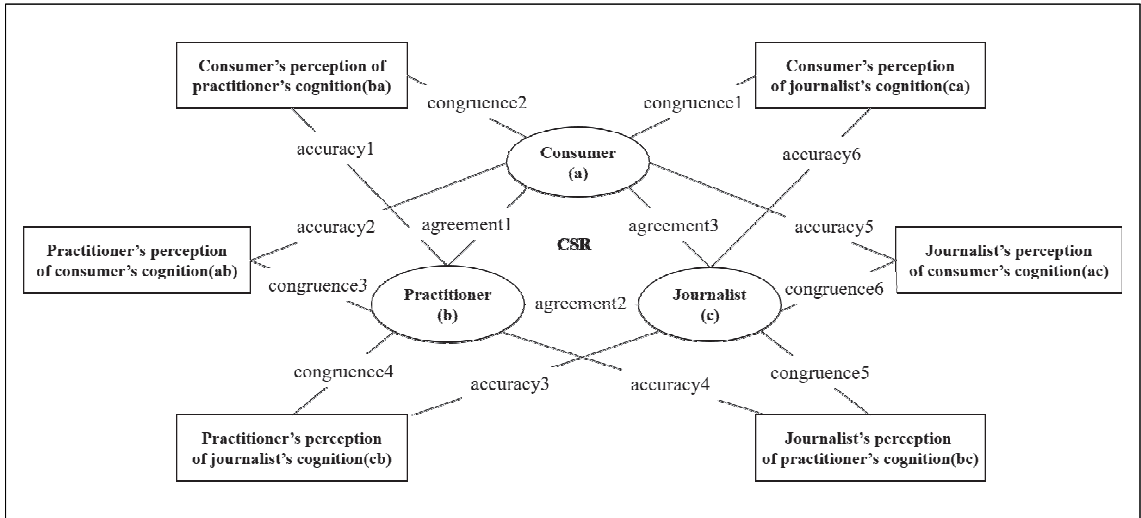 Consumer's perception of
practitioner's cognition(ba)
Consumer's perception
of journalist's cognition(ca)
congruence2
congruence1
accuracy1
accuracy6
Consumer
(a)
accuracy2
agreement1
agreement3
accuracy5
CSR
Practitioner's perception
of consumer's cognition(ab)
Journalist's perception
of consumer's cognition(ac)
congruence3
congruence6
Practitioner
(b)
agreement2
Journalist
(c)
congruence4
accuracy3
accuracy4
congruence5
Practitioner's perception
of journalist's cognition(cb)
Journalist's perception
of practitioner's cognition(bc)